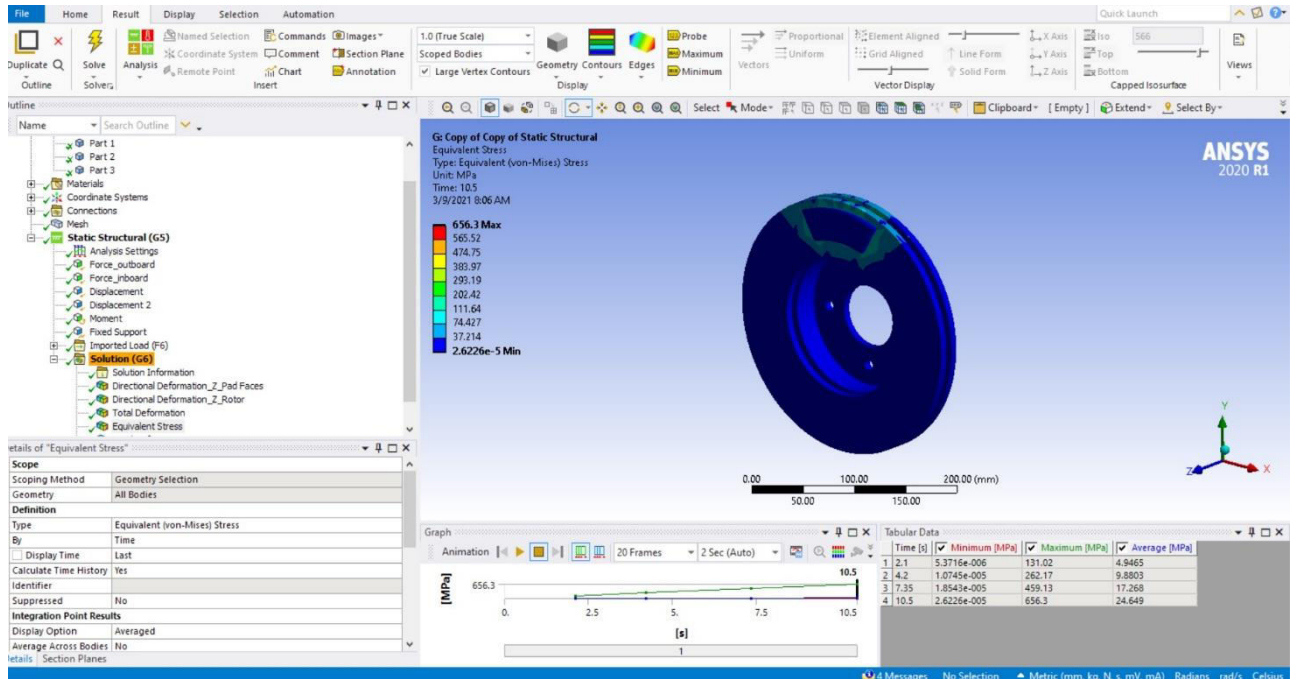 File Home Result Display Selection Automation Quick Launch
Duplicate Q Solve Analysis Named Selection Commands Images 1.0 (True Scale) Probe Proportional Element Aligned X Axis Iso 566
Coordinate System Comment Section Plane Scoped Bodies Geometry Contours Edges Maximum Vectors Uniform Grid Aligned Line Form Y Axis Top Views
Remote Point Chart Annotation Large Vertex Contours Minimum Solid Form Z Axis Bottom
Outline Solver Insert Display Vector Display Capped Isosurface
Outline
Select Mode Clipboard [ Empty ] Extend Select By
Name Search Outline
Part 1
Part 2
Part 3
Materials
Coordinate Systems
Connections
Mesh
Static Structural (G5)
Analysis Settings
Force_outboard
Force_inboard
Displacement
Displacement 2
Moment
Fixed Support
Imported Load (F6)
Solution (G6)
Solution Information
Directional Deformation_Z_Pad Faces
Directional Deformation_Z_Rotor
Total Deformation
Equivalent Stress
G: Copy of Copy of Static Structural
Equivalent Stress
Type: Equivalent (von-Mises) Stress
Unit: MPa
Time: 10.5
3/9/2021 8:06 AM
656.3 Max
565.52
474.75
383.97
293.19
202.42
111.64
74.427
37.214
2.6226e-5 Min
ANSYS
2020 R1
Y
Z X
0.00 100.00 200.00 (mm)
50.00 150.00
etails of "Equivalent Stress"
Scope
Scoping Method Geometry Selection
Geometry All Bodies
Definition
Type Equivalent (von-Mises) Stress
By Time
Display Time Last
Calculate Time History Yes
Identifier
Suppressed No
Integration Point Results
Display Option Averaged
Average Across Bodies No
Details Section Planes
Graph
Animation 20 Frames 2 Sec (Auto)
10.5
656.3
[MPa]
0. 2.5 5. 7.5 10.5
[s]
1
Tabular Data
Time [s] Minimum [MPa] Maximum [MPa] Average [MPa]
1 2.1 5.3716e-006 131.02 4.9465
2 4.2 1.0745e-005 262.17 9.8803
3 7.35 1.8543e-005 459.13 17.268
4 10.5 2.6226e-005 656.3 24.649
4 Messages No Selection Metric (mm, kg, N, s, mV, mA) Radians rad/s Celsius